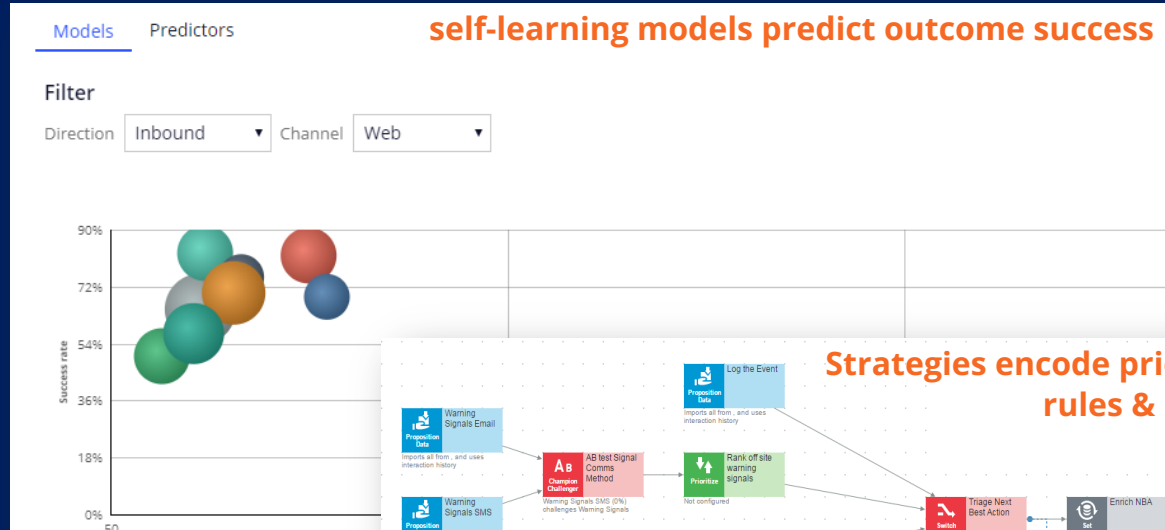 Models Predictors
self-learning models predict outcome success
Filter
Direction Inbound Channel Web
90%
72%
54%
36%
18%
0%
50
Success rate
Strategies encode
rules &
Log the Event
Proposition
Data
Imports all from , and uses
interaction history
Warning
Signals Email
Proposition
Data
Imports all from , and uses
interaction history
AB test Signal
Comms
Method
AB
Champion
Challenger
Warning Signals SMS (0%)
challenges Warning Signals
Rank off site
warning
signals
Prioritize
Not configured
Warning
Signals SMS
Proposition
Triage Next
Best Action
Switch
Enrich NBA
Set